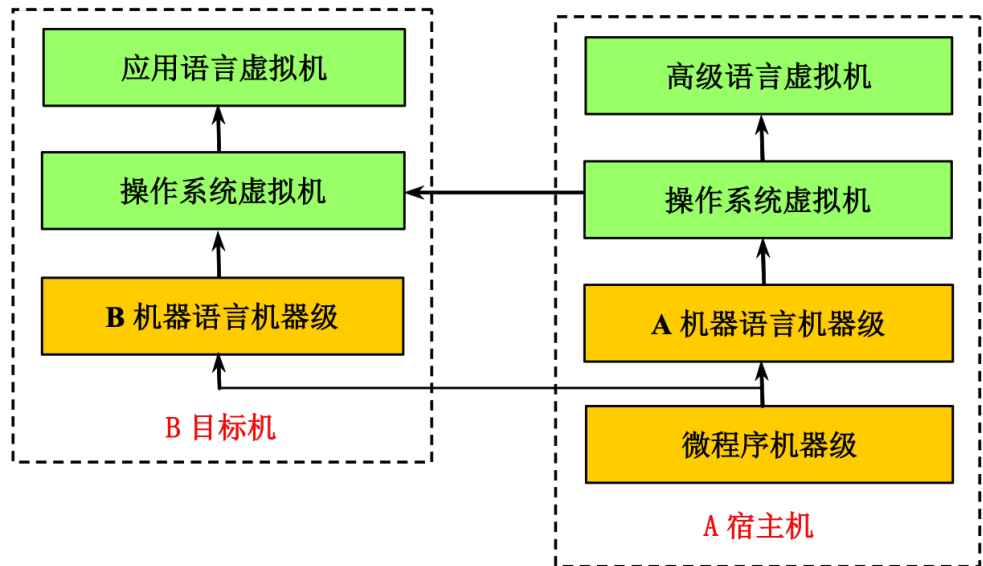 应用语言虚拟机
操作系统虚拟机
B 机器语言机器级
B 目标机
高级语言虚拟机
操作系统虚拟机
A 机器语言机器级
微程序机器级
A 宿主机